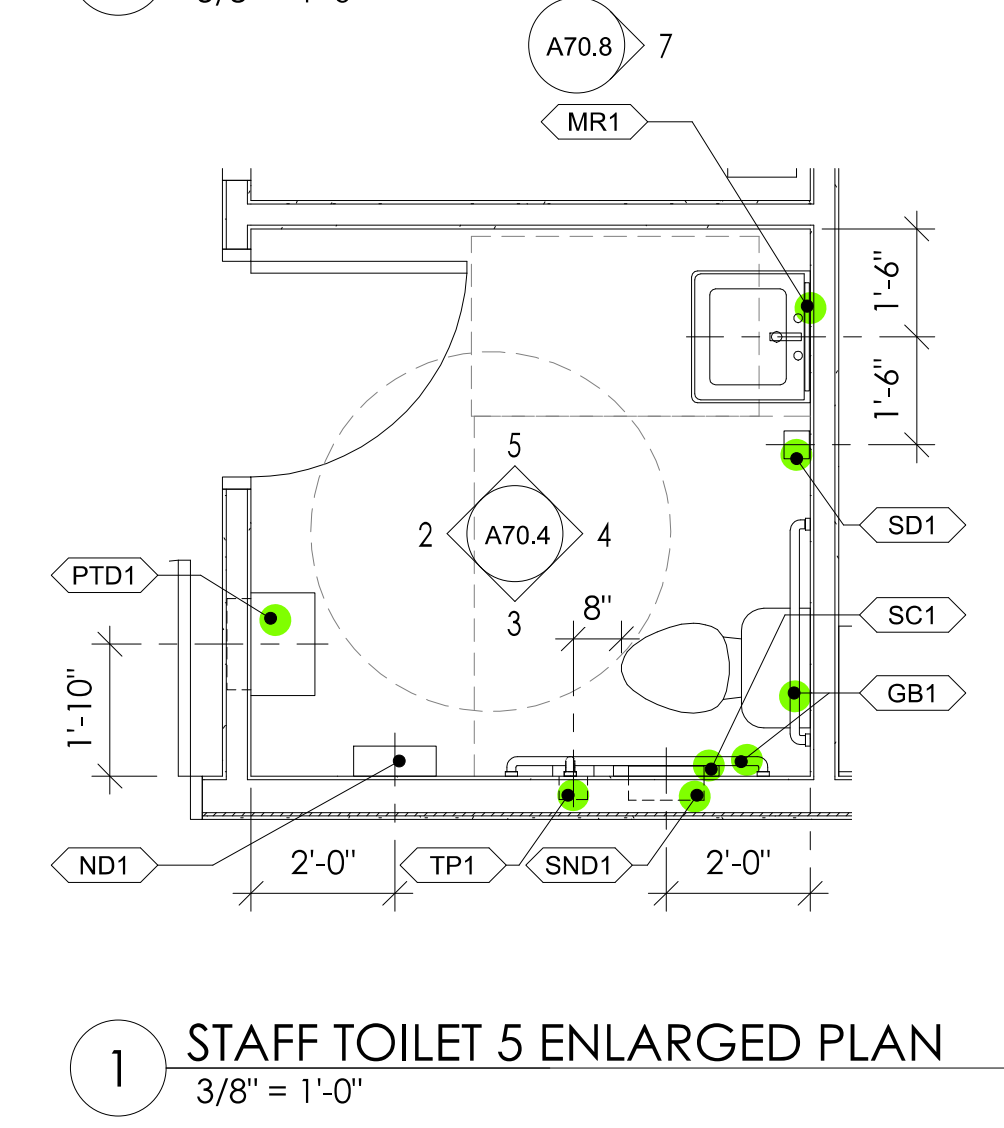 A70.8 7
MR1
1'-6"
1'-6"
5
2 A70.4 4
3
SD1
PTD1
8"
SC1
GB1
1'-10"
ND1
2'-0"
TP1
SND1
2'-0"
1 STAFF TOILET 5 ENLARGED PLAN
3/8" = 1'-0"